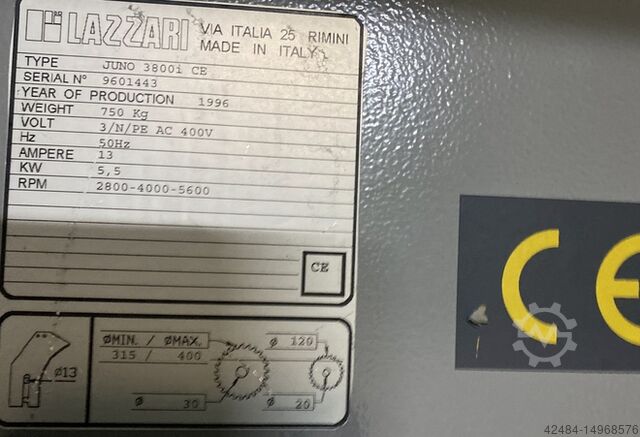 LAZZARI VIA ITALIA 25 RIMINI
MADE IN ITALY
TYPE JUNO 3800i CE
SERIAL N° 9601443
YEAR OF PRODUCTION 1996
WEIGHT 750 Kg
VOLT 3/N/PE AC 400V
Hz 50Hz
AMPERE 13
KW 5,5
RPM 2800-4000-5600
CE
CE
ØMIN. / ØMAX. Ø 120
315 / 400
Ø13
Ø 30 Ø 20
42484-14968576